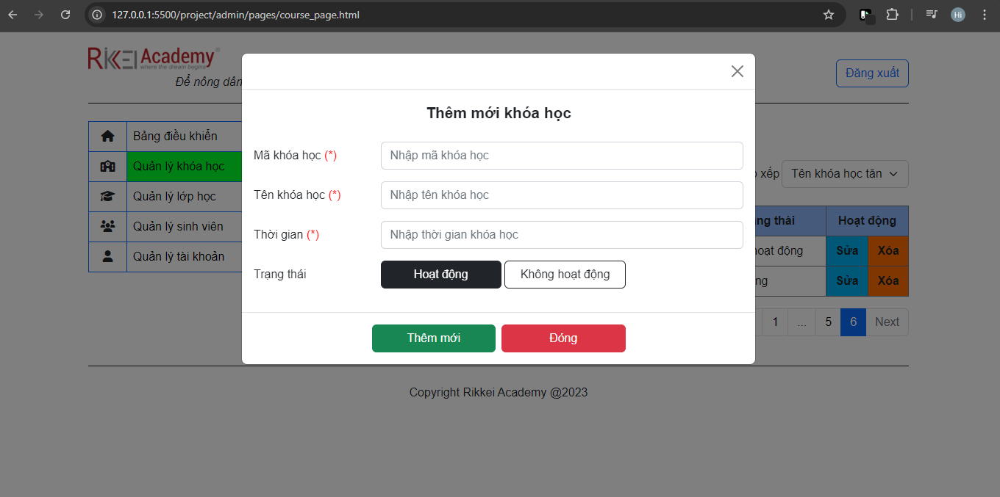 127.0.0.1:5500/project/admin/pages/course_page.html
Hi
RIKKEI Academy
where the dream begins
Để nông dân
Đăng xuất
Thêm mới khóa học
Bảng điều khiển
Quản lý khóa học
Quản lý lớp học
Quản lý sinh viên
Quản lý tài khoản
Mã khóa học (*)
Nhập mã khóa học
Tên khóa học (*)
Nhập tên khóa học
Thời gian (*)
Nhập thời gian khóa học
Trạng thái
Hoạt động
Không hoạt động
Thêm mới
Đóng
xếp
Tên khóa học tăn
thái
Hoạt động
động
Sửa
Xóa
Sửa
Xóa
1
...
5
6
Next
Copyright Rikkei Academy @2023